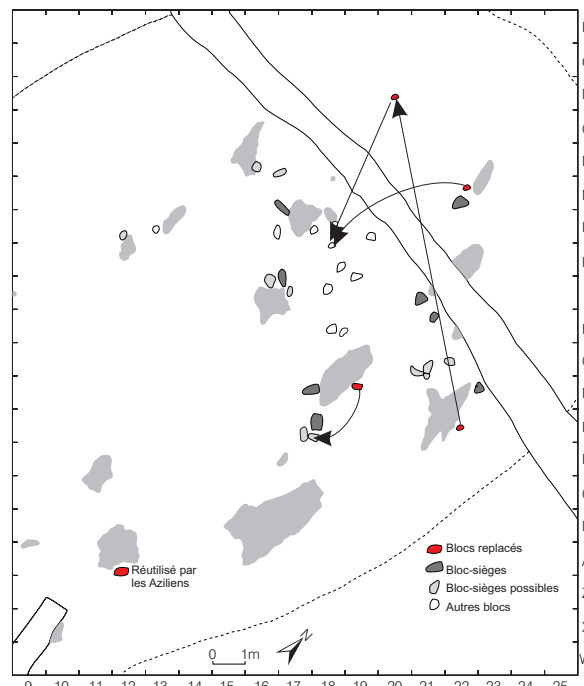 Réutilisé par
les Aziliens
Blocs replacés
Bloc-sièges
Bloc-sièges possibles
Autres blocs
0 1m
N
9 10 11 12 13 14 15 16 17 18 19 20 21 22 23 24 25